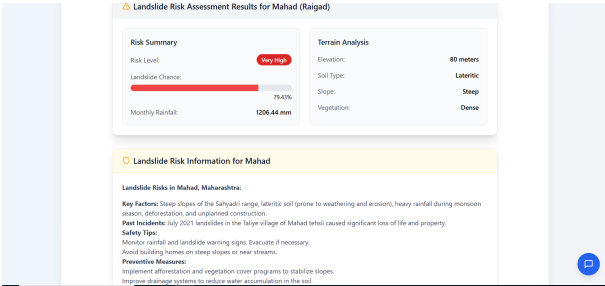 Landslide Risk Assessment Results for Mahad (Raigad)
Risk Summary
Risk Level: Very High
Landslide Chance:
79.43%
Monthly Rainfall: 1206.44 mm
Terrain Analysis
Elevation: 80 meters
Soil Type: Lateritic
Slope: Steep
Vegetation: Dense
Landslide Risk Information for Mahad
Landslide Risks in Mahad, Maharashtra:
Key Factors: Steep slopes of the Sahyadri range, lateritic soil (prone to weathering and erosion), heavy rainfall during monsoon
season, deforestation, and unplanned construction.
Past Incidents: July 2021 landslides in the Taliye village of Mahad tehsil caused significant loss of life and property.
Safety Tips:
Monitor rainfall and landslide warning signs. Evacuate if necessary.
Avoid building homes on steep slopes or near streams.
Preventive Measures:
Implement afforestation and vegetation cover programs to stabilize slopes.
Improve drainage systems to reduce water accumulation in the soil.